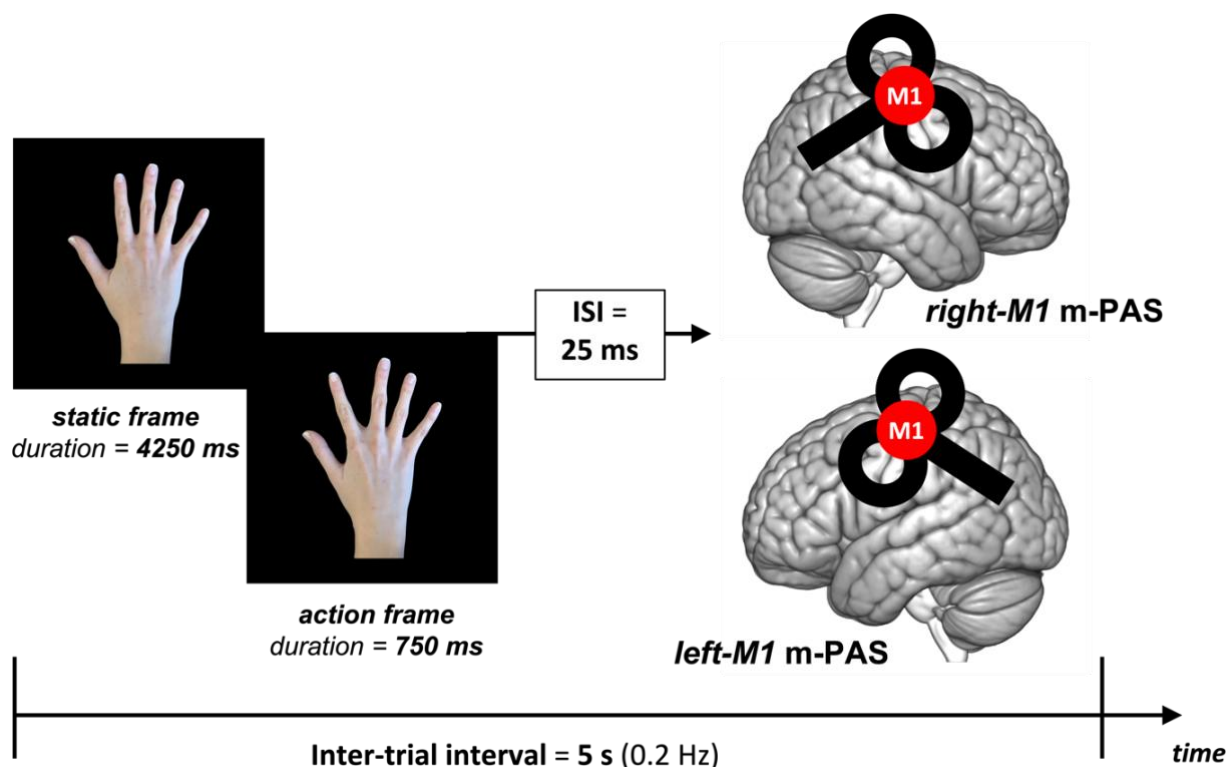 M1
right-M1 m-PAS
ISI =
25 ms
static frame
duration = 4250 ms
M1
action frame
duration = 750 ms
left-M1 m-PAS
Inter-trial interval = 5 s (0.2 Hz)
time